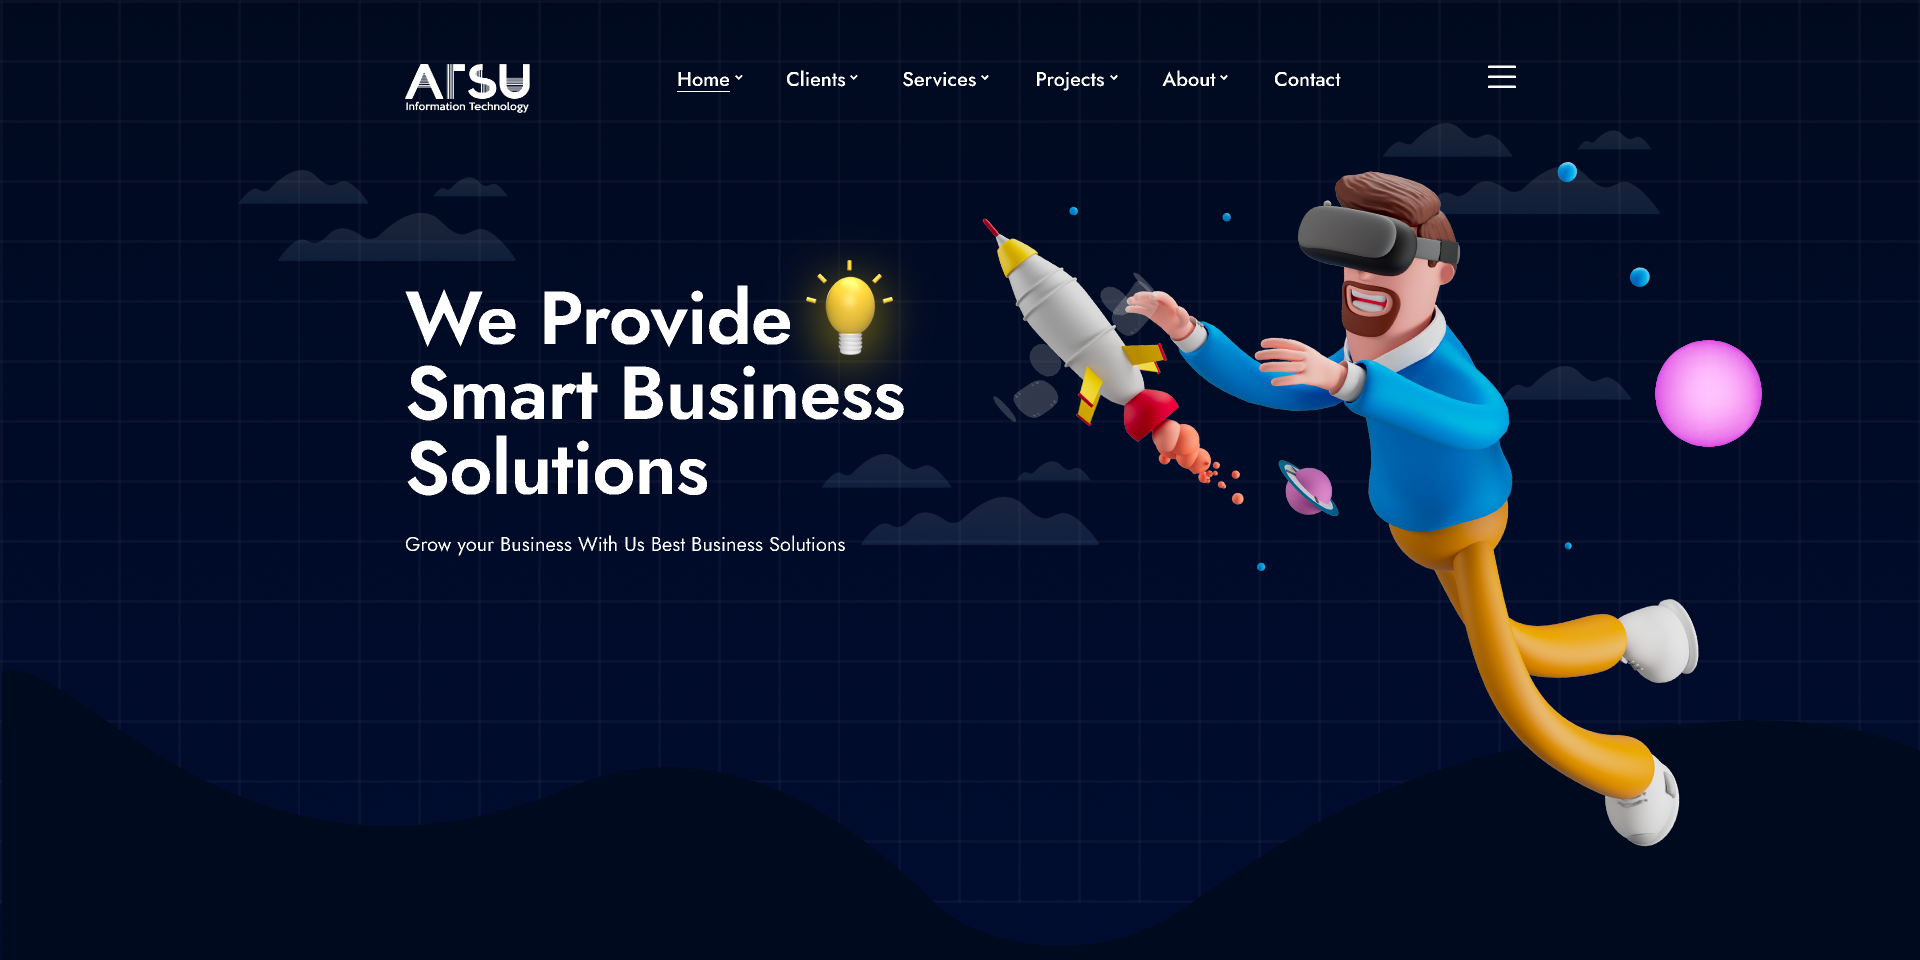 ATSU
Information Technology
Home
Clients
Services
Projects
About
Contact
We Provide
Smart Business
Solutions
Grow your Business With Us Best Business Solutions